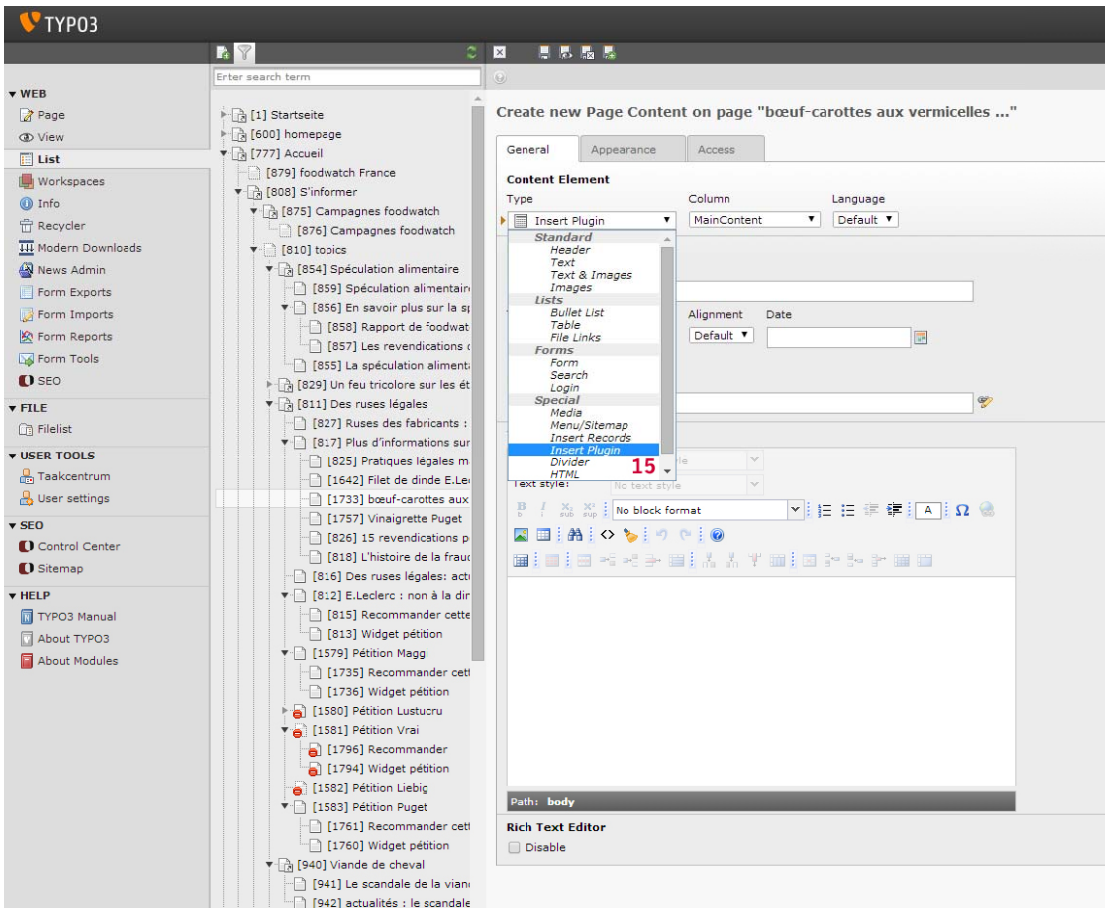 TYPO3
Enter search term
WEB
Page
View
List
Workspaces
Info
Recycler
Modern Downloads
News Admin
Form Exports
Form Imports
Form Reports
Form Tools
SEO
FILE
Filelist
USER TOOLS
Taakcentrum
User settings
SEO
Control Center
Sitemap
HELP
TYPO3 Manual
About TYPO3
About Modules
[1] Startseite
[600] homepage
[777] Accueil
[879] foodwatch France
[808] S'informer
[875] Campagnes foodwatch
[876] Campagnes foodwatch
[810] topics
[854] Spéculation alimentaire
[859] Spéculation alimentair
[856] En savoir plus sur la s
[858] Rapport de foodwat
[857] Les revendications
[855] La spéculation aliment
[829] Un feu tricolore sur les ét
[811] Des ruses légales
[827] Ruses des fabricants :
[817] Plus d'informations sur
[825] Pratiques légales m
[1642] Filet de dinde E.Le
[1733] bœuf-carottes aux
[1757] Vinaigrette Puget
[826] 15 revendications p
[818] L'histoire de la frau
[816] Des ruses légales: act
[812] E.Leclerc : non à la dir
[815] Recommander cette
[813] Widget pétition
[1579] Pétition Magg
[1735] Recommander cett
[1736] Widget pétition
[1580] Pétition Lustucru
[1581] Pétition Vrai
[1796] Recommander
[1794] Widget pétition
[1582] Pétition Liebig
[1583] Pétition Puget
[1761] Recommander cett
[1760] Widget pétition
[940] Viande de cheval
[941] Le scandale de la vian
[942] actualités : le scandale
Create new Page Content on page "bœuf-carottes aux vermicelles ..."
General Appearance Access
Content Element
Type Column Language
Insert Plugin MainContent Default
Standard
Header
Text
Text & Images
Images
Lists
Bullet List
Table
File Links
Forms
Form
Search
Login
Special
Media
Menu/Sitemap
Insert Records
Insert Plugin
Divider
HTML
15
Alignment Date
Default
Text style: No text style
B I X₂ X²
b i sub sup
No block format
A Ω
Path: body
Rich Text Editor
Disable